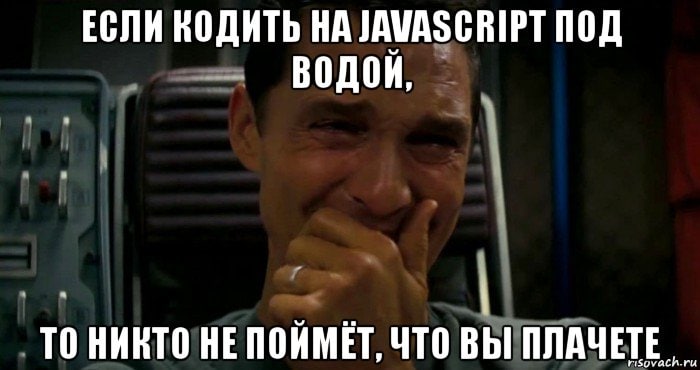 ЕСЛИ КОДИТЬ НА JAVASCRIPT ПОД
ВОДОЙ,
ТО НИКТО НЕ ПОЙМЁТ, ЧТО ВЫ ПЛАЧЕТЕ
risovach.ru